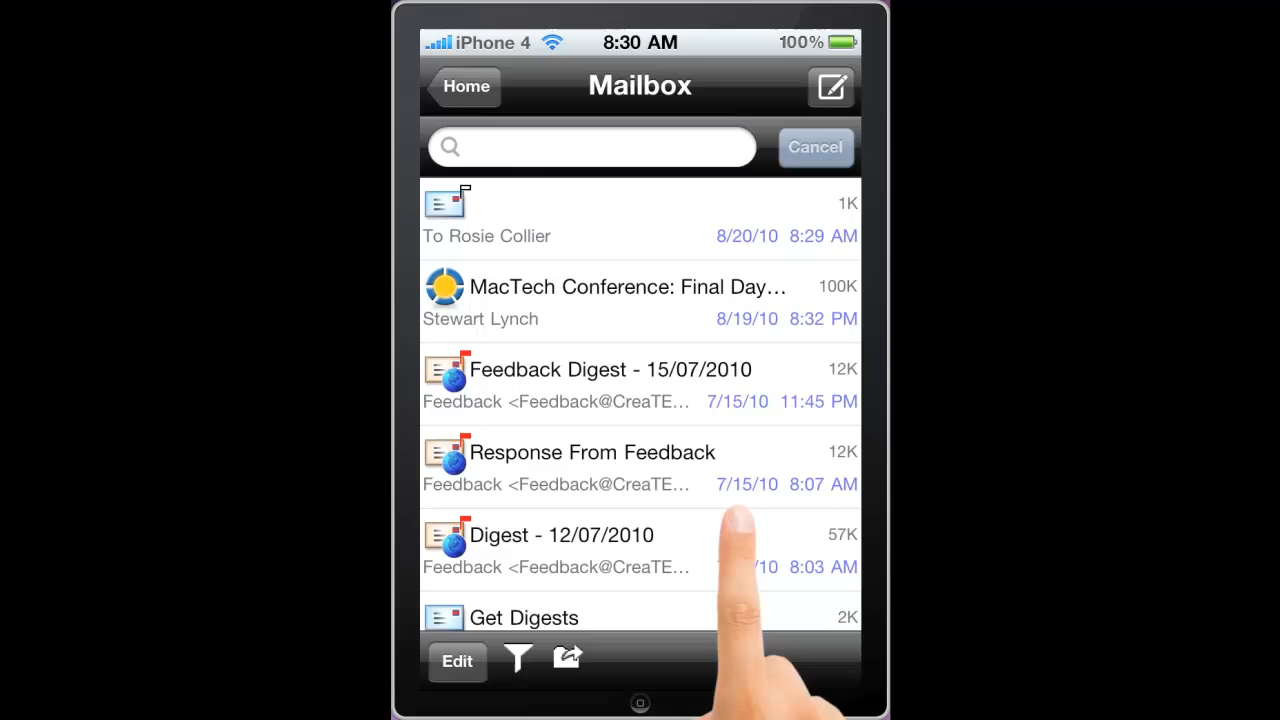 iPhone 4 8:30 AM 100%
Home Mailbox
Cancel
1K
To Rosie Collier 8/20/10 8:29 AM
MacTech Conference: Final Day... 100K
Stewart Lynch 8/19/10 8:32 PM
Feedback Digest - 15/07/2010 12K
Feedback <Feedback@CreaTE... 7/15/10 11:45 PM
Response From Feedback 12K
Feedback <Feedback@CreaTE... 7/15/10 8:07 AM
Digest - 12/07/2010 57K
Feedback <Feedback@CreaTE... /10 8:03 AM
Get Digests 2K
Edit